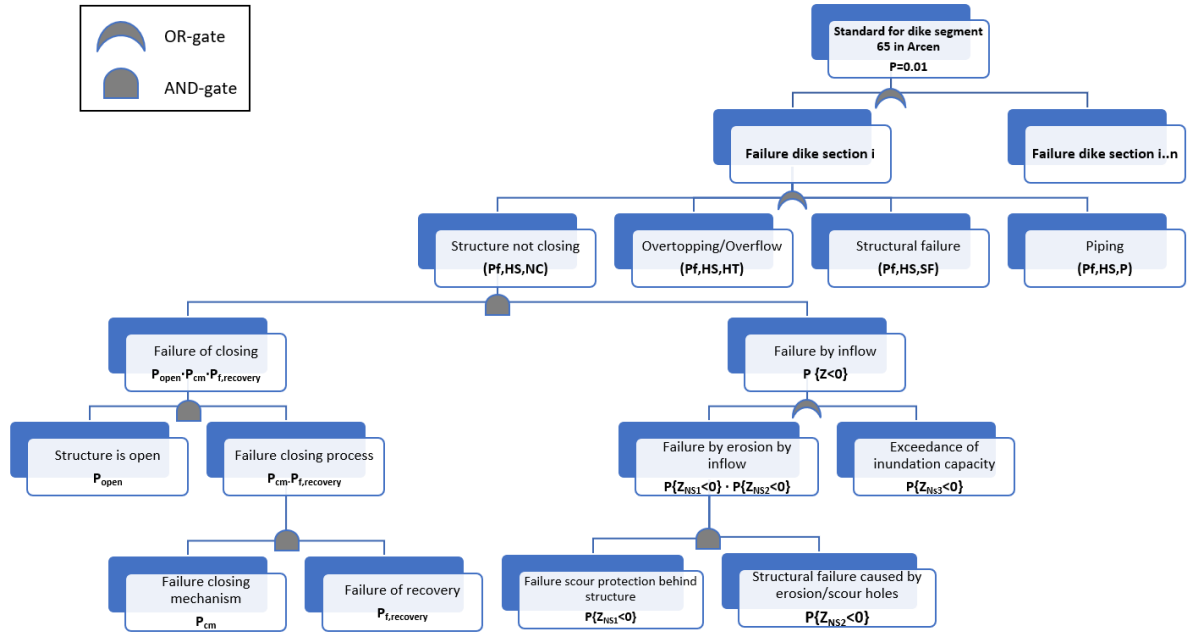 OR-gate
AND-gate
Standard for dike segment
65 in Arcen
P=0.01
Failure dike section i
Failure dike section i..n
Structure not closing
(Pf,HS,NC)
Overtopping/Overflow
(Pf,HS,HT)
Structural failure
(Pf,HS,SF)
Piping
(Pf,HS,P)
Failure of closing
Popen·Pcm·Pf,recovery
Failure by inflow
P {Z<0}
Structure is open
Popen
Failure closing process
Pcm.Pf,recovery
Failure by erosion by
inflow
P{ZNS1<0} · P{ZNS2<0}
Exceedance of
inundation capacity
P{ZNs3<0}
Failure closing
mechanism
Pcm
Failure of recovery
Pf,recovery
Failure scour protection behind
structure
P{ZNS1<0}
Structural failure caused by
erosion/scour holes
P{ZNS2<0}